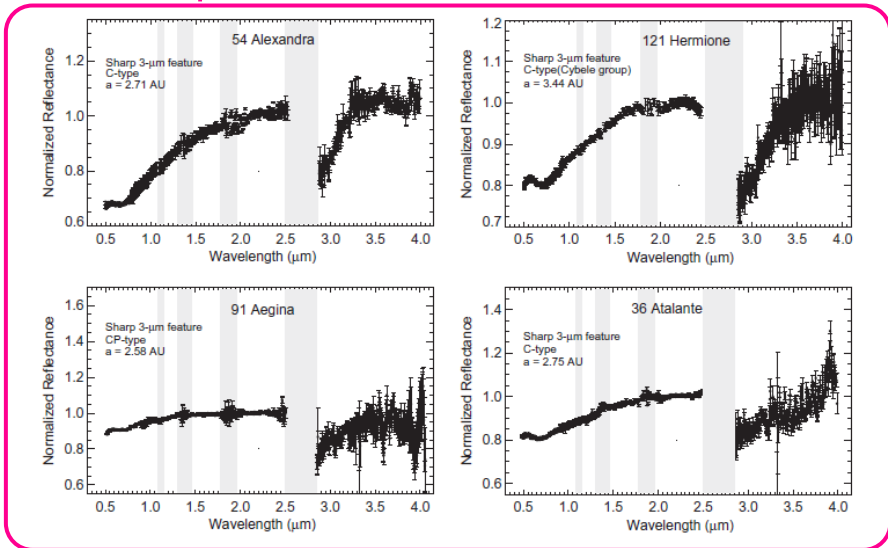 54 Alexandra
Sharp 3-μm feature
C-type
a = 2.71 AU
Normalized Reflectance
1.2
1.0
0.8
0.6
0.5 1.0 1.5 2.0 2.5 3.0 3.5 4.0
Wavelength (μm)
121 Hermione
Sharp 3-μm feature
C-type(Cybele group)
a = 3.44 AU
Normalized Reflectance
1.2
1.1
1.0
0.9
0.8
0.7
0.5 1.0 1.5 2.0 2.5 3.0 3.5 4.0
Wavelength (μm)
91 Aegina
Sharp 3-μm feature
CP-type
a = 2.58 AU
Normalized Reflectance
1.6
1.4
1.2
1.0
0.8
0.6
0.5 1.0 1.5 2.0 2.5 3.0 3.5 4.0
Wavelength (μm)
36 Atalante
Sharp 3-μm feature
C-type
a = 2.75 AU
Normalized Reflectance
1.4
1.2
1.0
0.8
0.6
0.5 1.0 1.5 2.0 2.5 3.0 3.5 4.0
Wavelength (μm)